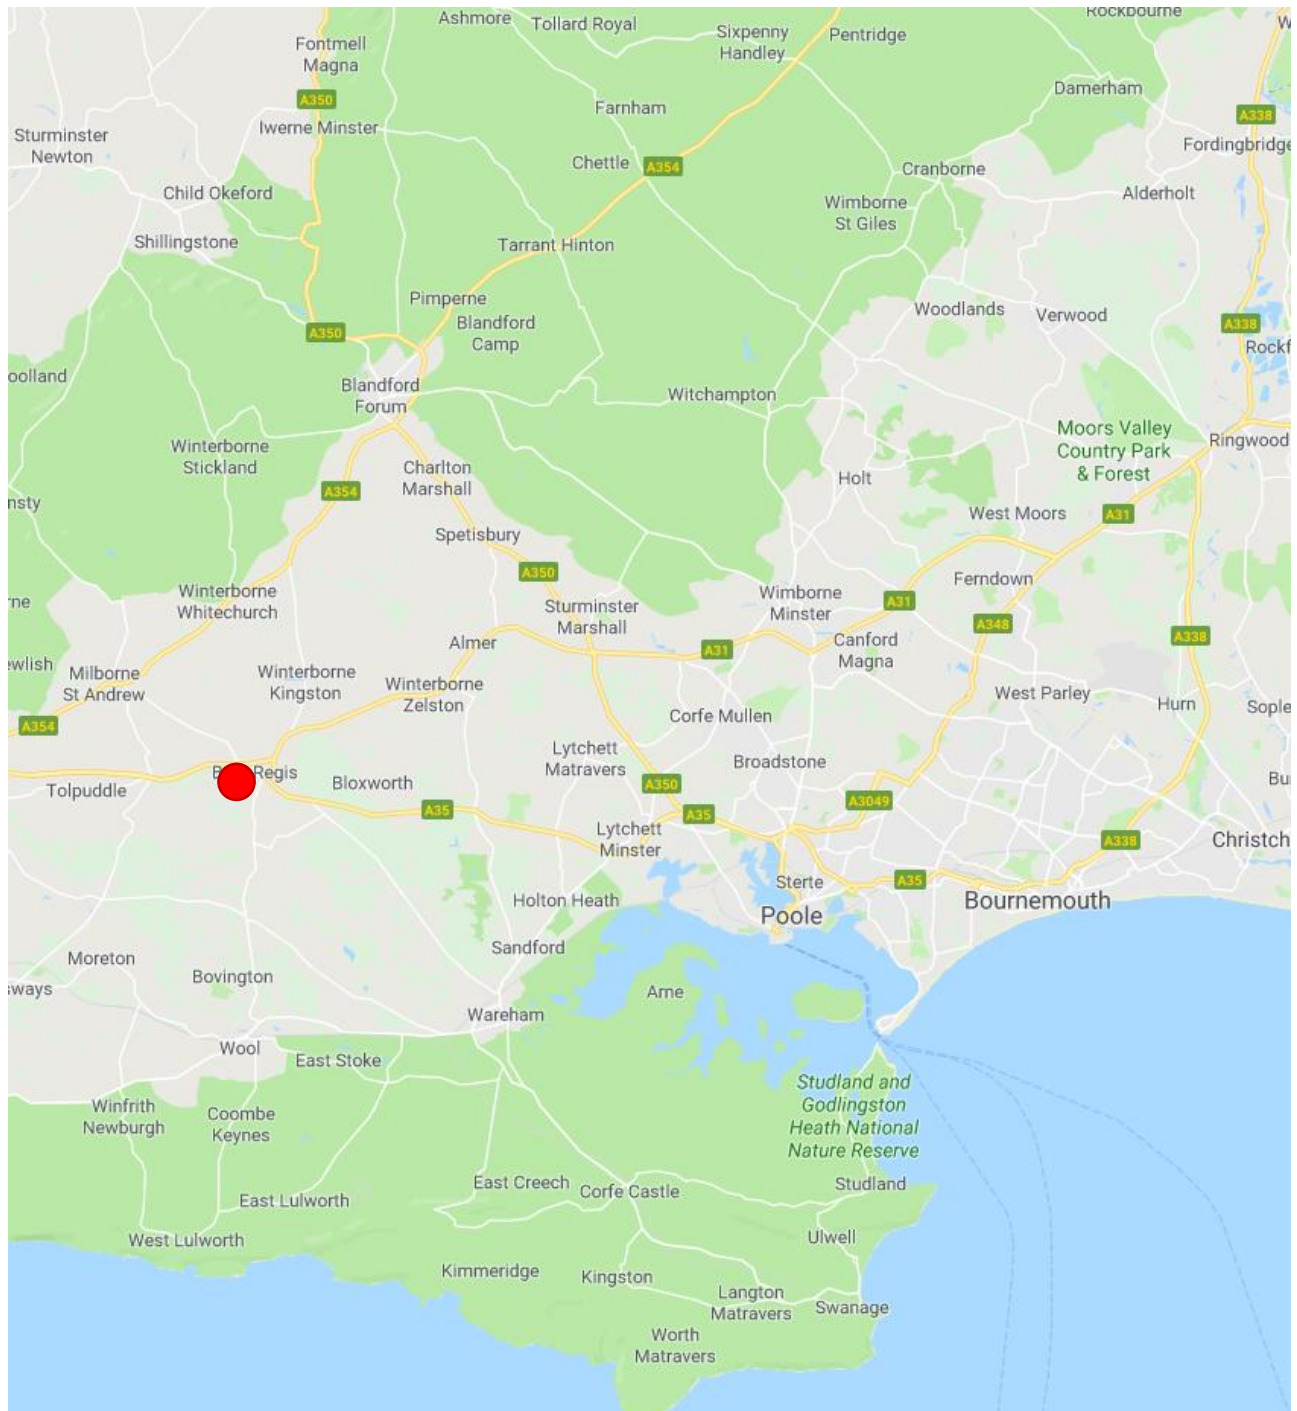 Ashmore
Tollard Royal
Sixpenny
Handley
Pentridge
Rockbourne
Fontmell
Magna
A350
Iwerne Minster
Farnham
Damerham
A338
Sturminster
Newton
Fordingbridge
Chettle
A354
Cranborne
Child Okeford
Alderholt
Wimborne
St Giles
Shillingstone
Tarrant Hinton
Pimperne
Woodlands
Verwood
A338
Blandford
Camp
A350
Rockf
oolland
Blandford
Forum
Witchampton
Moors Valley
Country Park
& Forest
Ringwood
Winterborne
Stickland
Charlton
Marshall
Holt
A354
nsty
West Moors
A31
Spetisbury
A350
Ferndown
Winterborne
Whitechurch
Wimborne
Minster
A31
rne
Sturminster
Marshall
A348
A338
Almer
A31
Canford
Magna
ewlish
Milborne
St Andrew
Winterborne
Kingston
Winterborne
Zelston
West Parley
Hurn
Sople
A354
Corfe Mullen
Lytchett
Matravers
Broadstone
Regis
Bloxworth
A350
Bu
Tolpuddle
A35
A3049
A35
Lytchett
Minster
A338
Christch
Sterte
A35
Holton Heath
Poole
Bournemouth
Sandford
Moreton
Bovington
sways
Arne
Wareham
Wool
East Stoke
Studland and
Godlingston
Heath National
Nature Reserve
Winfrith
Newburgh
Coombe
Keynes
East Creech
Corfe Castle
Studland
East Lulworth
West Lulworth
Ulwell
Kimmeridge
Kingston
Langton
Matravers
Swanage
Worth
Matravers